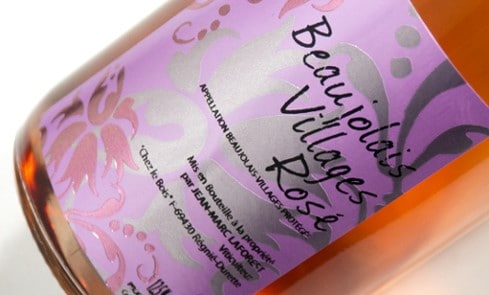 Beaujolais
Villages
Rosé
APPELLATION BEAUJOLAIS-VILLAGES PROTÉGÉE
Mis en Bouteille à la propriété
par JEAN-MARC LAFOREST
Viticulteur
"Chez le Bois" F-69430 Régnié-Durette